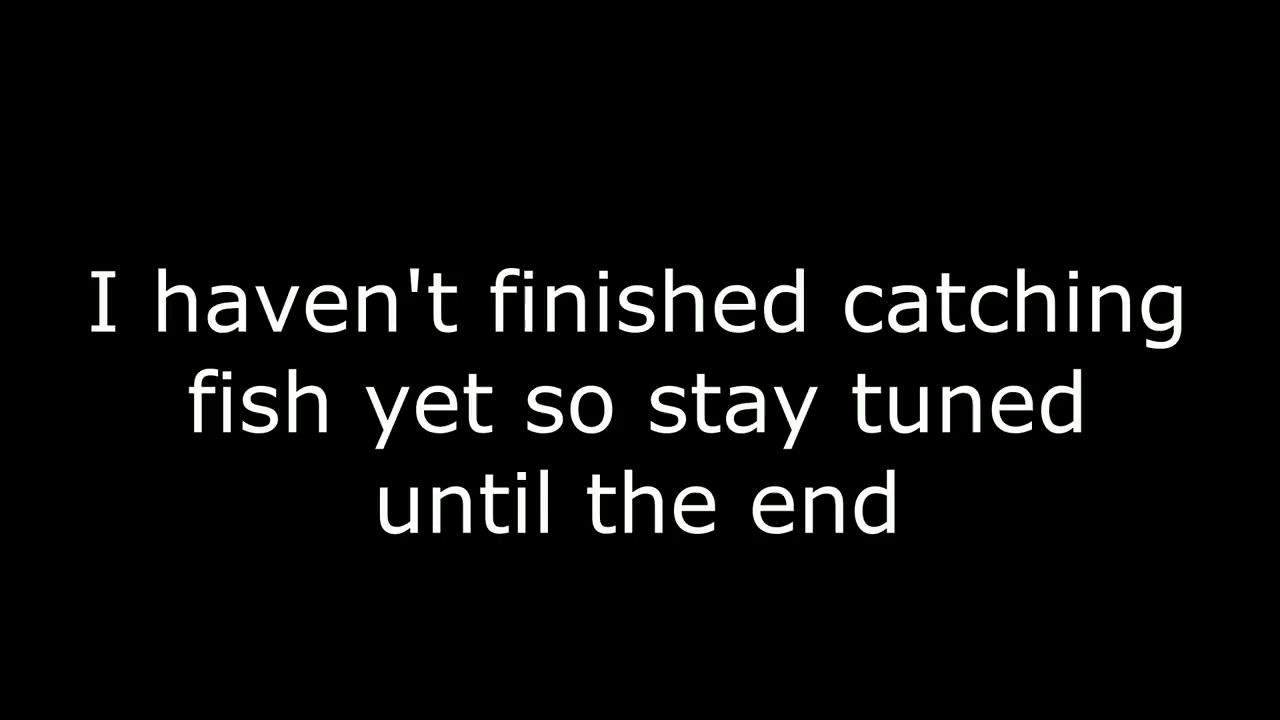 I haven't finished catching
fish yet so stay tuned
until the end